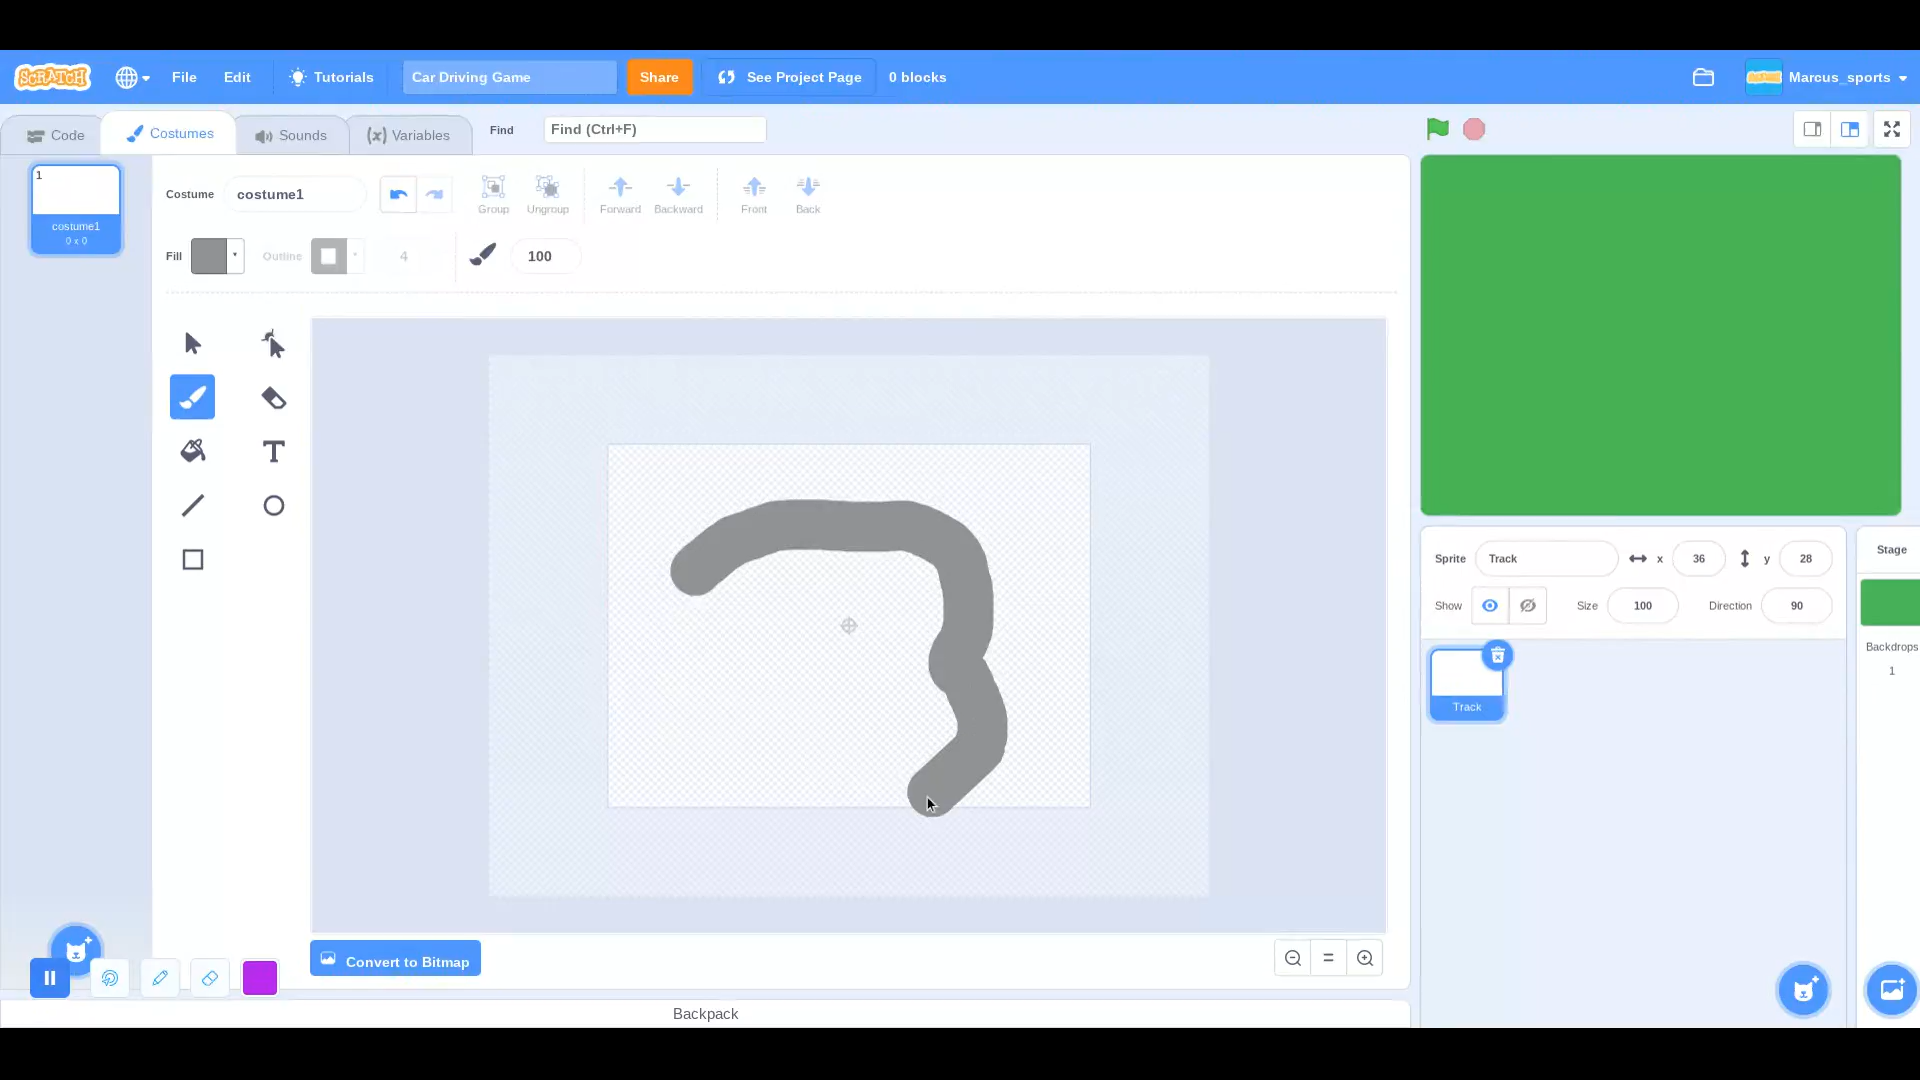 SCRATCH File Edit Tutorials Car Driving Game Share See Project Page 0 blocks Marcus_sports
Code Costumes Sounds (x) Variables Find Find (Ctrl+F)
1
costume1
0 x 0
Costume costume1 Group Ungroup Forward Backward Front Back
Fill Outline 4 100
T
Convert to Bitmap
Backpack
Sprite Track x 36 y 28
Show Size 100 Direction 90
Track
Stage
Backdrops
1